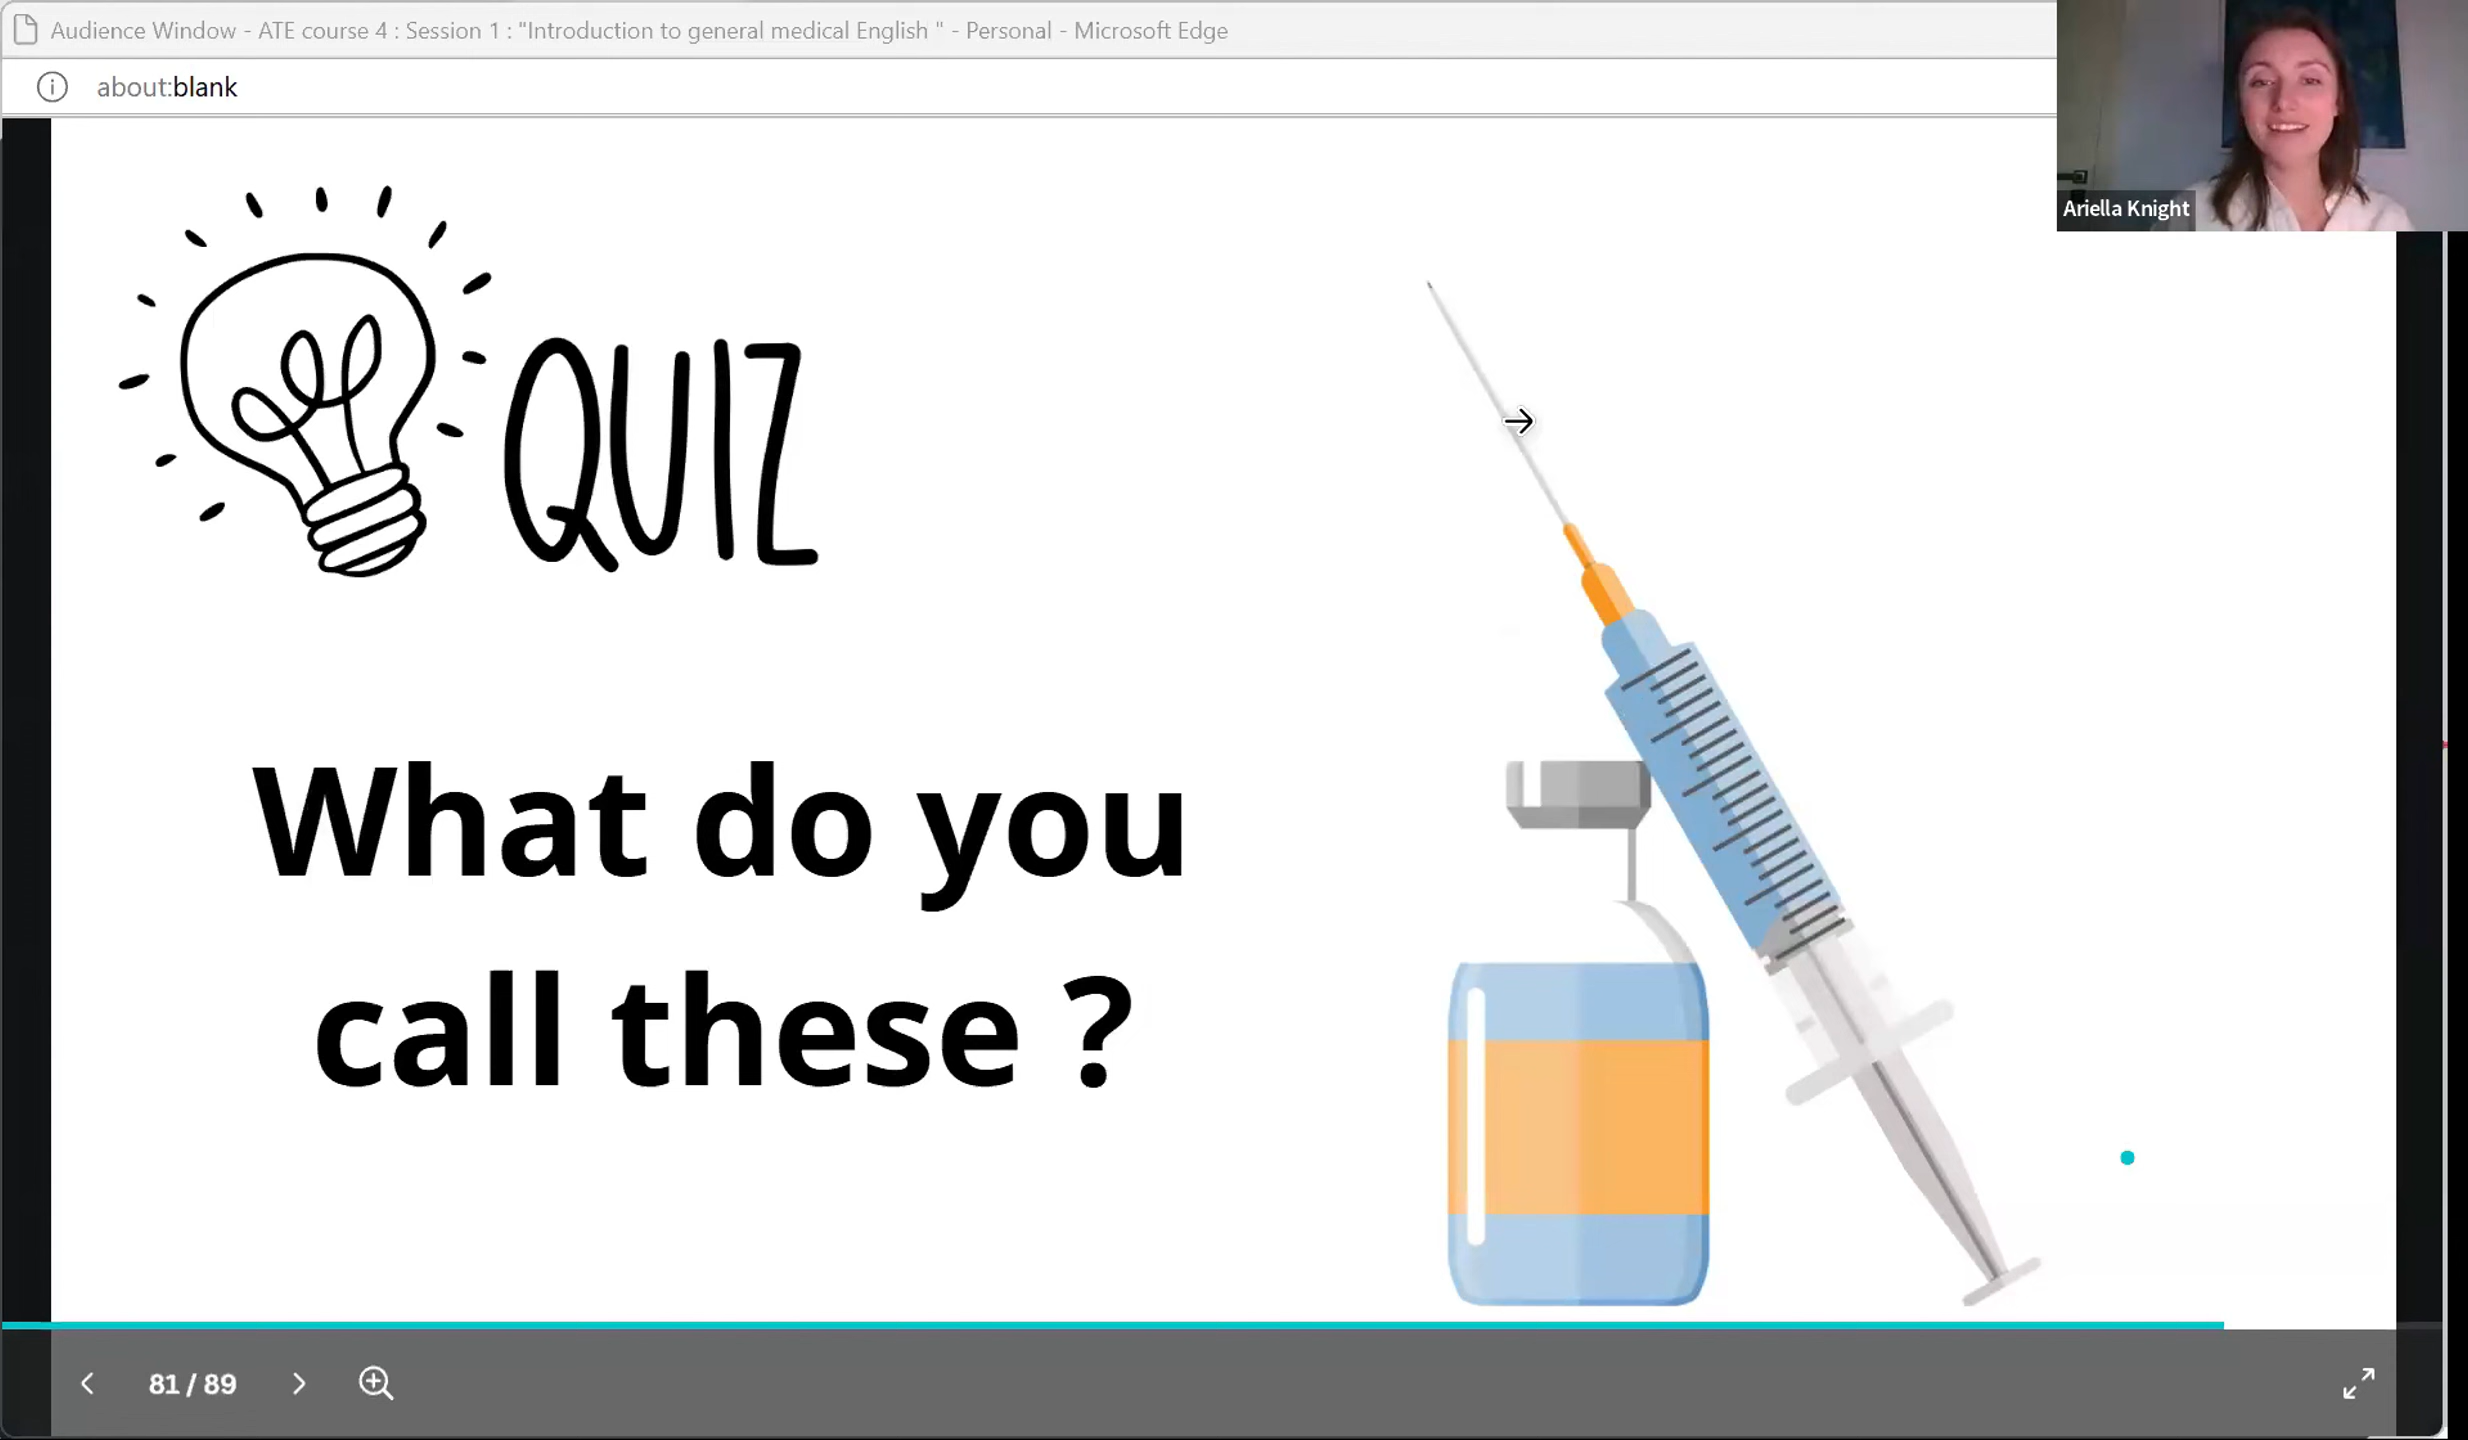 Audience Window - ATE course 4 : Session 1 : "Introduction to general medical English " - Personal - Microsoft Edge
about:blank
Ariella Knight
QUIZ
What do you
call these ?
81 / 89